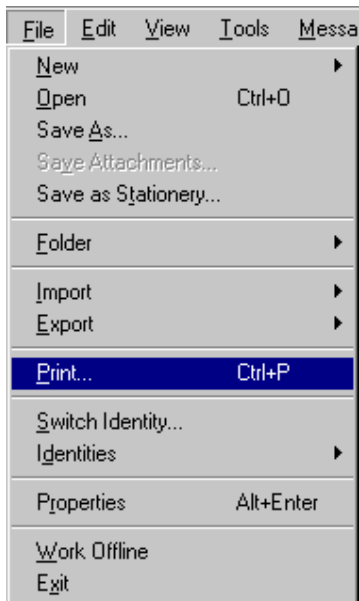 File Edit View Tools Messa
New
Open Ctrl+O
Save As...
Save Attachments...
Save as Stationery...
Folder
Import
Export
Print... Ctrl+P
Switch Identity...
Identities
Properties Alt+Enter
Work Offline
Exit